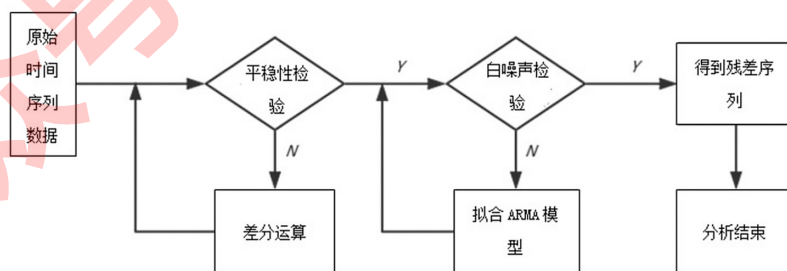 原始
时间
序列
数据
平稳性检
验
Y
N
差分运算
白噪声检
验
Y
N
拟合 ARMA 模
型
得到残差序
列
分析结束